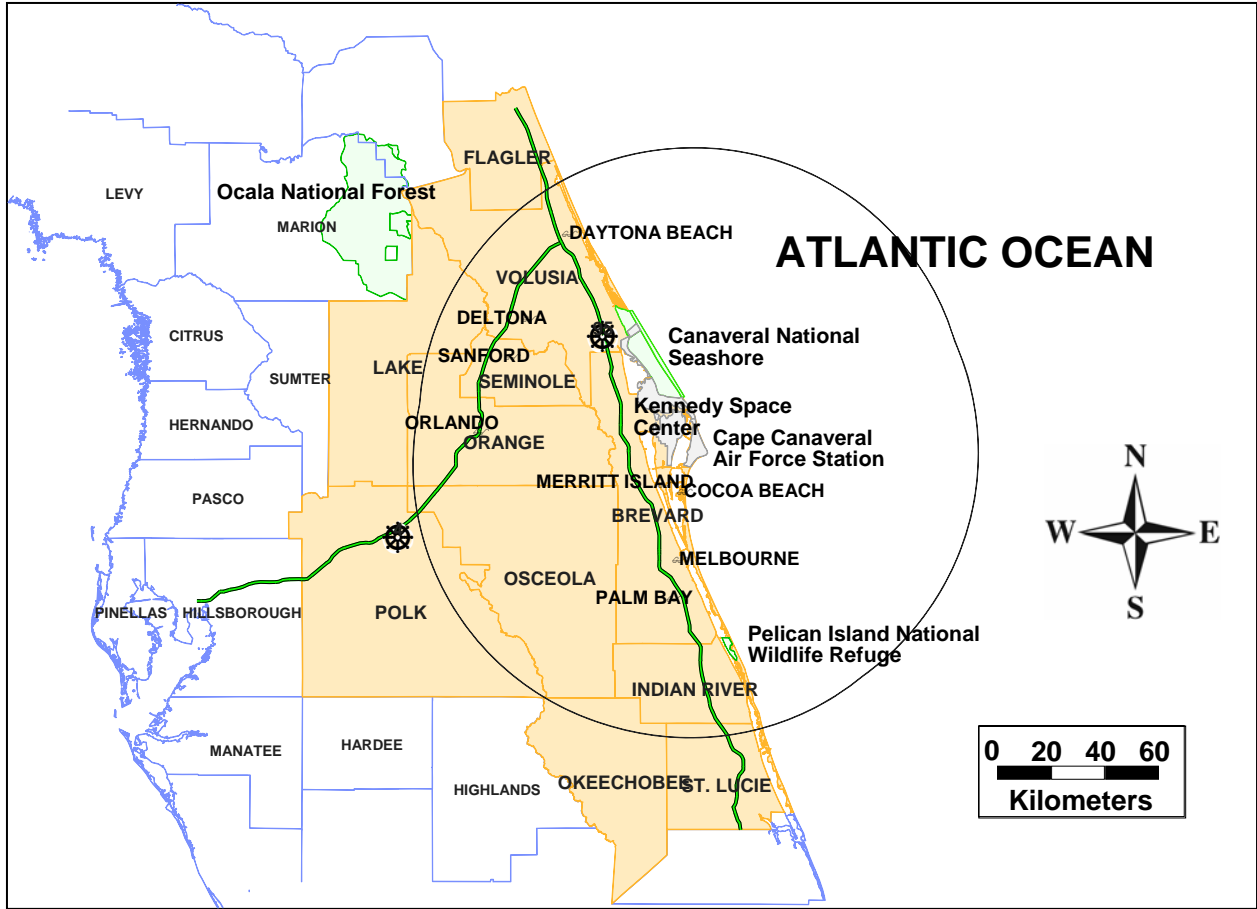 FLAGLER
LEVY
Ocala National Forest
MARION
DAYTONA BEACH
ATLANTIC OCEAN
VOLUSIA
DELTONA
CITRUS
Canaveral National
Seashore
SANFORD
LAKE
SUMTER
SEMINOLE
Kennedy Space
Center
HERNANDO
ORLANDO
ORANGE
Cape Canaveral
Air Force Station
MERRITT ISLAND
COCOA BEACH
PASCO
BREVARD
N
W
E
S
MELBOURNE
OSCEOLA
PALM BAY
PINELLAS
HILLSBOROUGH
POLK
Pelican Island National
Wildlife Refuge
INDIAN RIVER
MANATEE
HARDEE
HIGHLANDS
OKEECHOBEE
ST. LUCIE
0 20 40 60
Kilometers